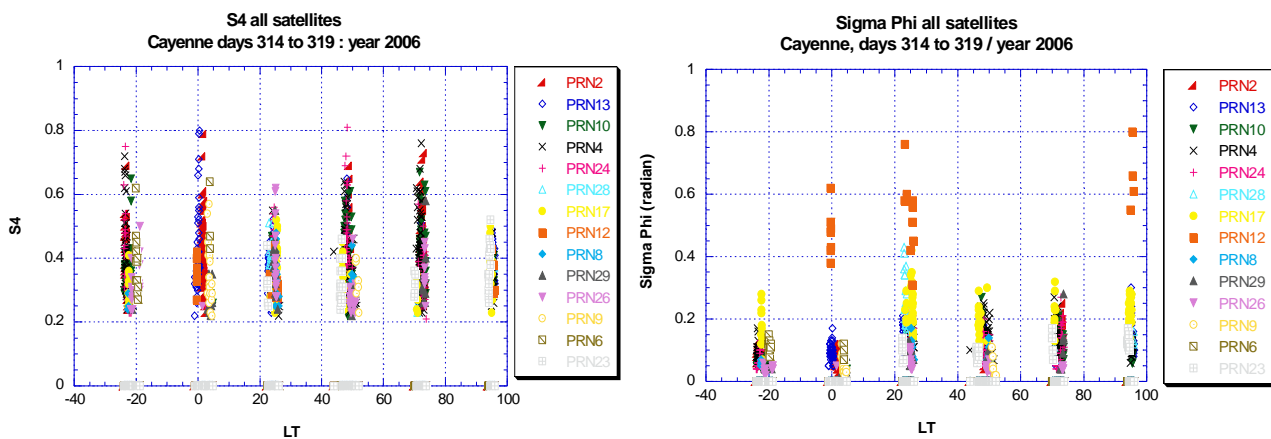 S4 all satellites
Cayenne days 314 to 319 : year 2006
S4
1
0.8
0.6
0.4
0.2
0
-40 -20 0 20 40 60 80 100
LT
PRN2
PRN13
PRN10
PRN4
PRN24
PRN28
PRN17
PRN12
PRN8
PRN29
PRN26
PRN9
PRN6
PRN23
Sigma Phi all satellites
Cayenne, days 314 to 319 / year 2006
Sigma Phi (radian)
1
0.8
0.6
0.4
0.2
0
-40 -20 0 20 40 60 80 100
LT
PRN2
PRN13
PRN10
PRN4
PRN24
PRN28
PRN17
PRN12
PRN8
PRN29
PRN26
PRN9
PRN6
PRN23